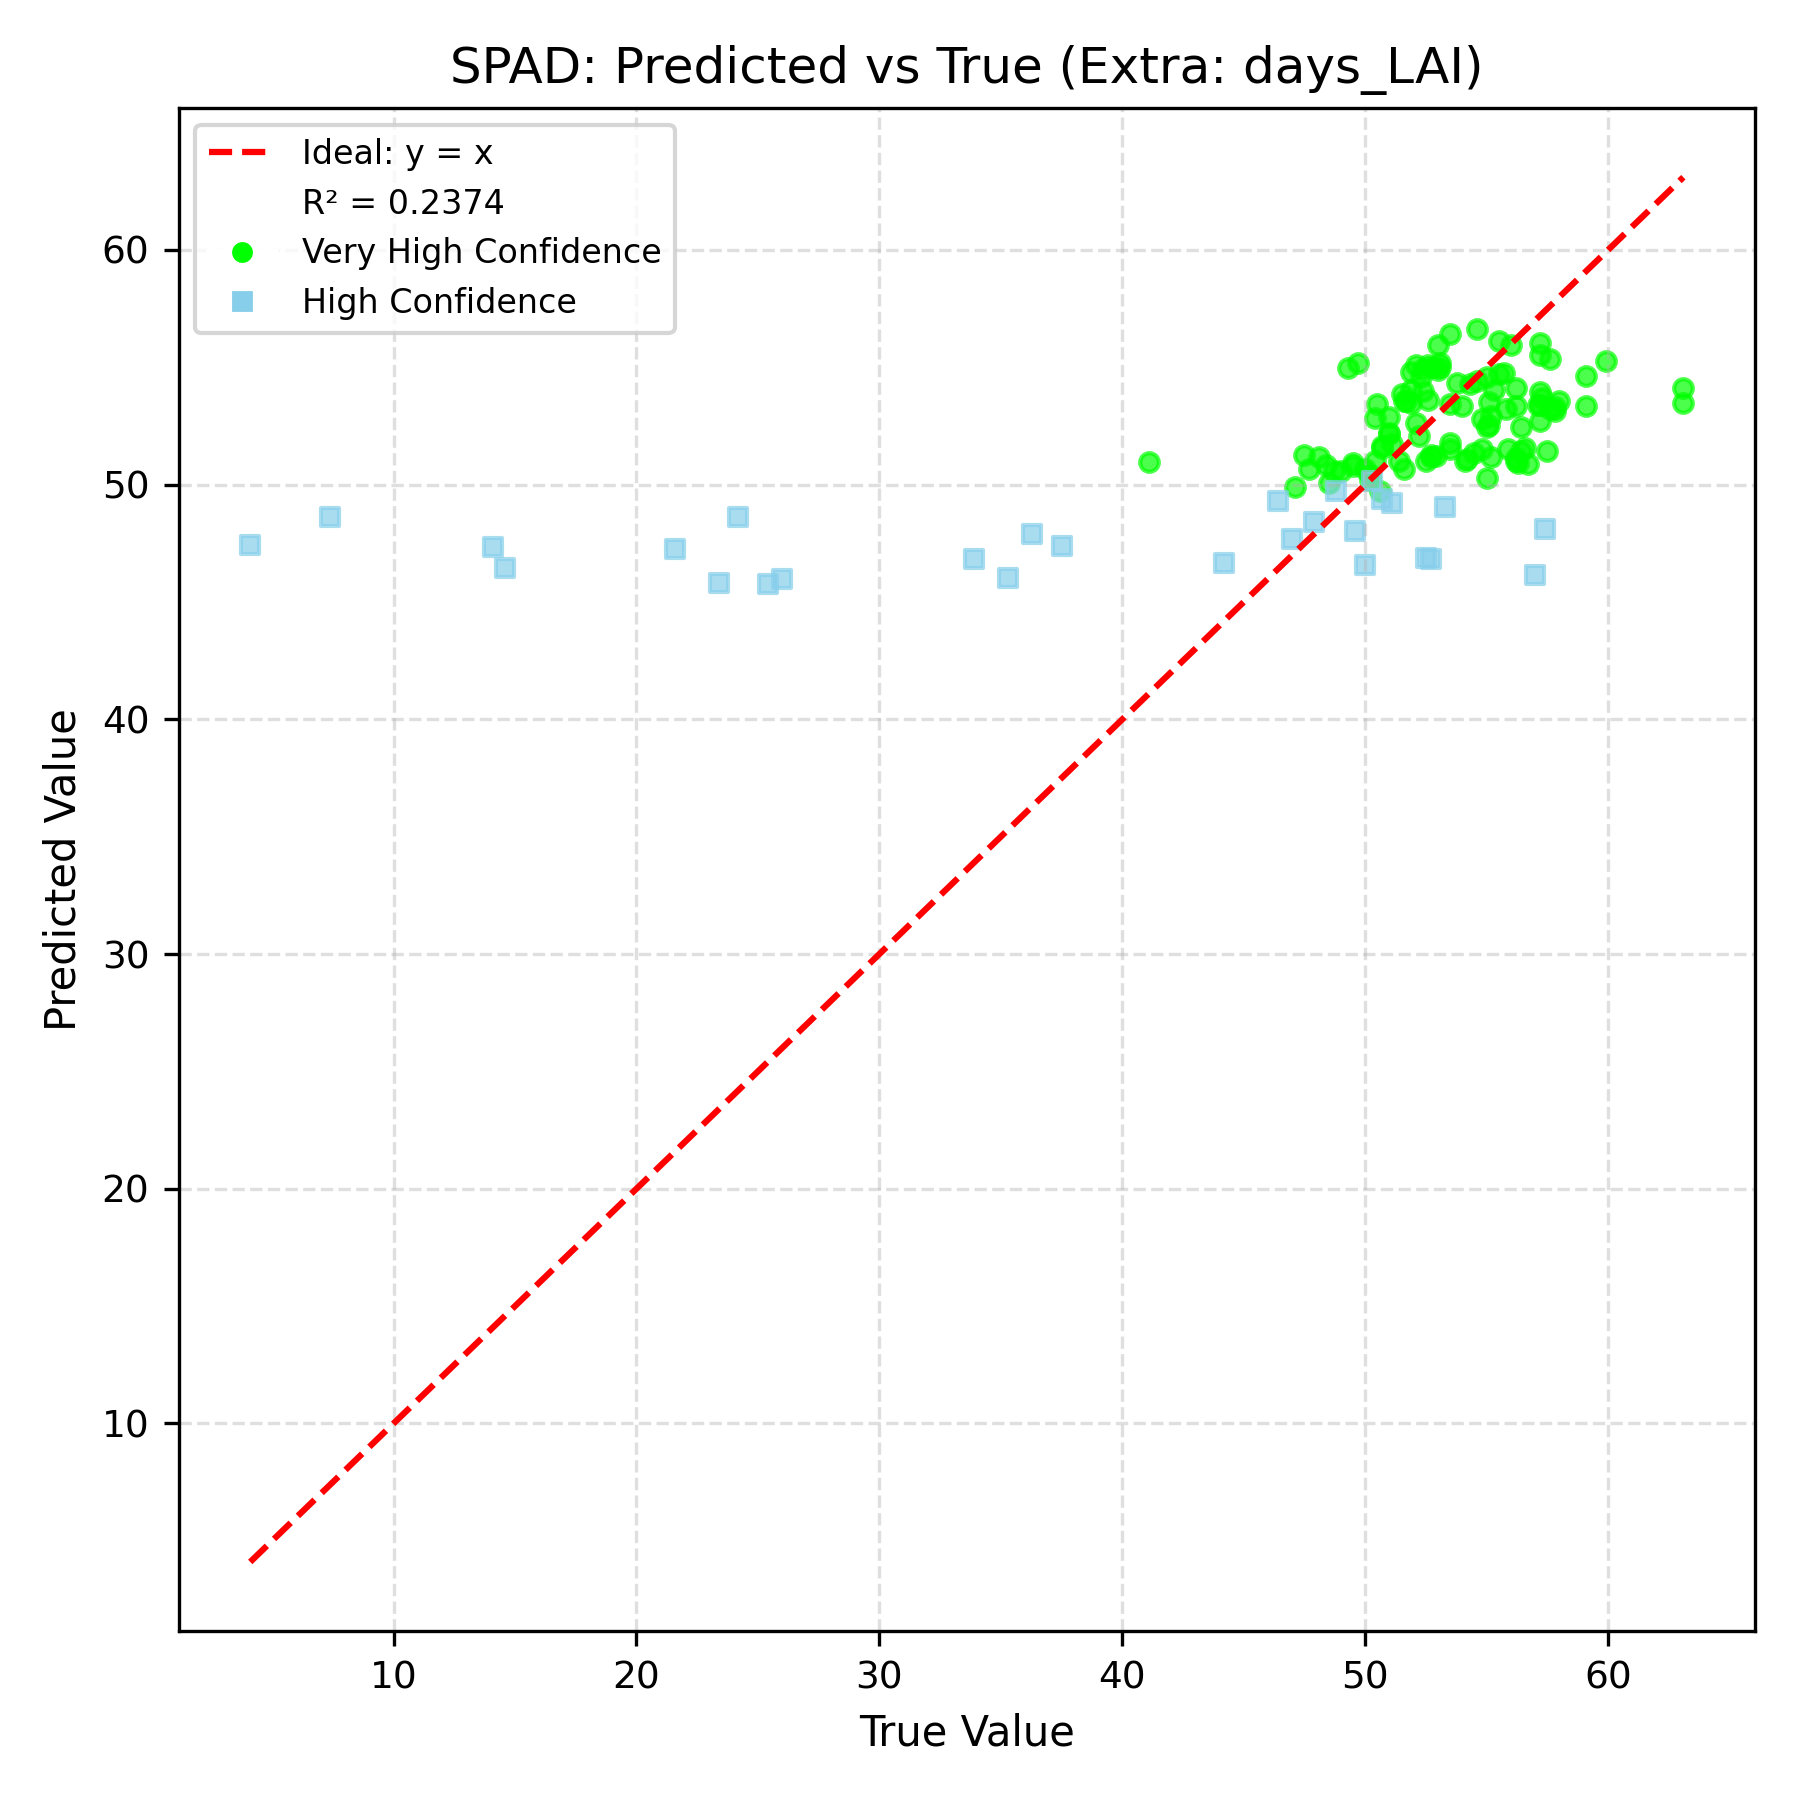 SPAD: Predicted vs True (Extra: days_LAI)
Ideal: y = x
R² = 0.2374
Very High Confidence
High Confidence
Predicted Value
60
50
40
30
20
10
10 20 30 40 50 60
True Value